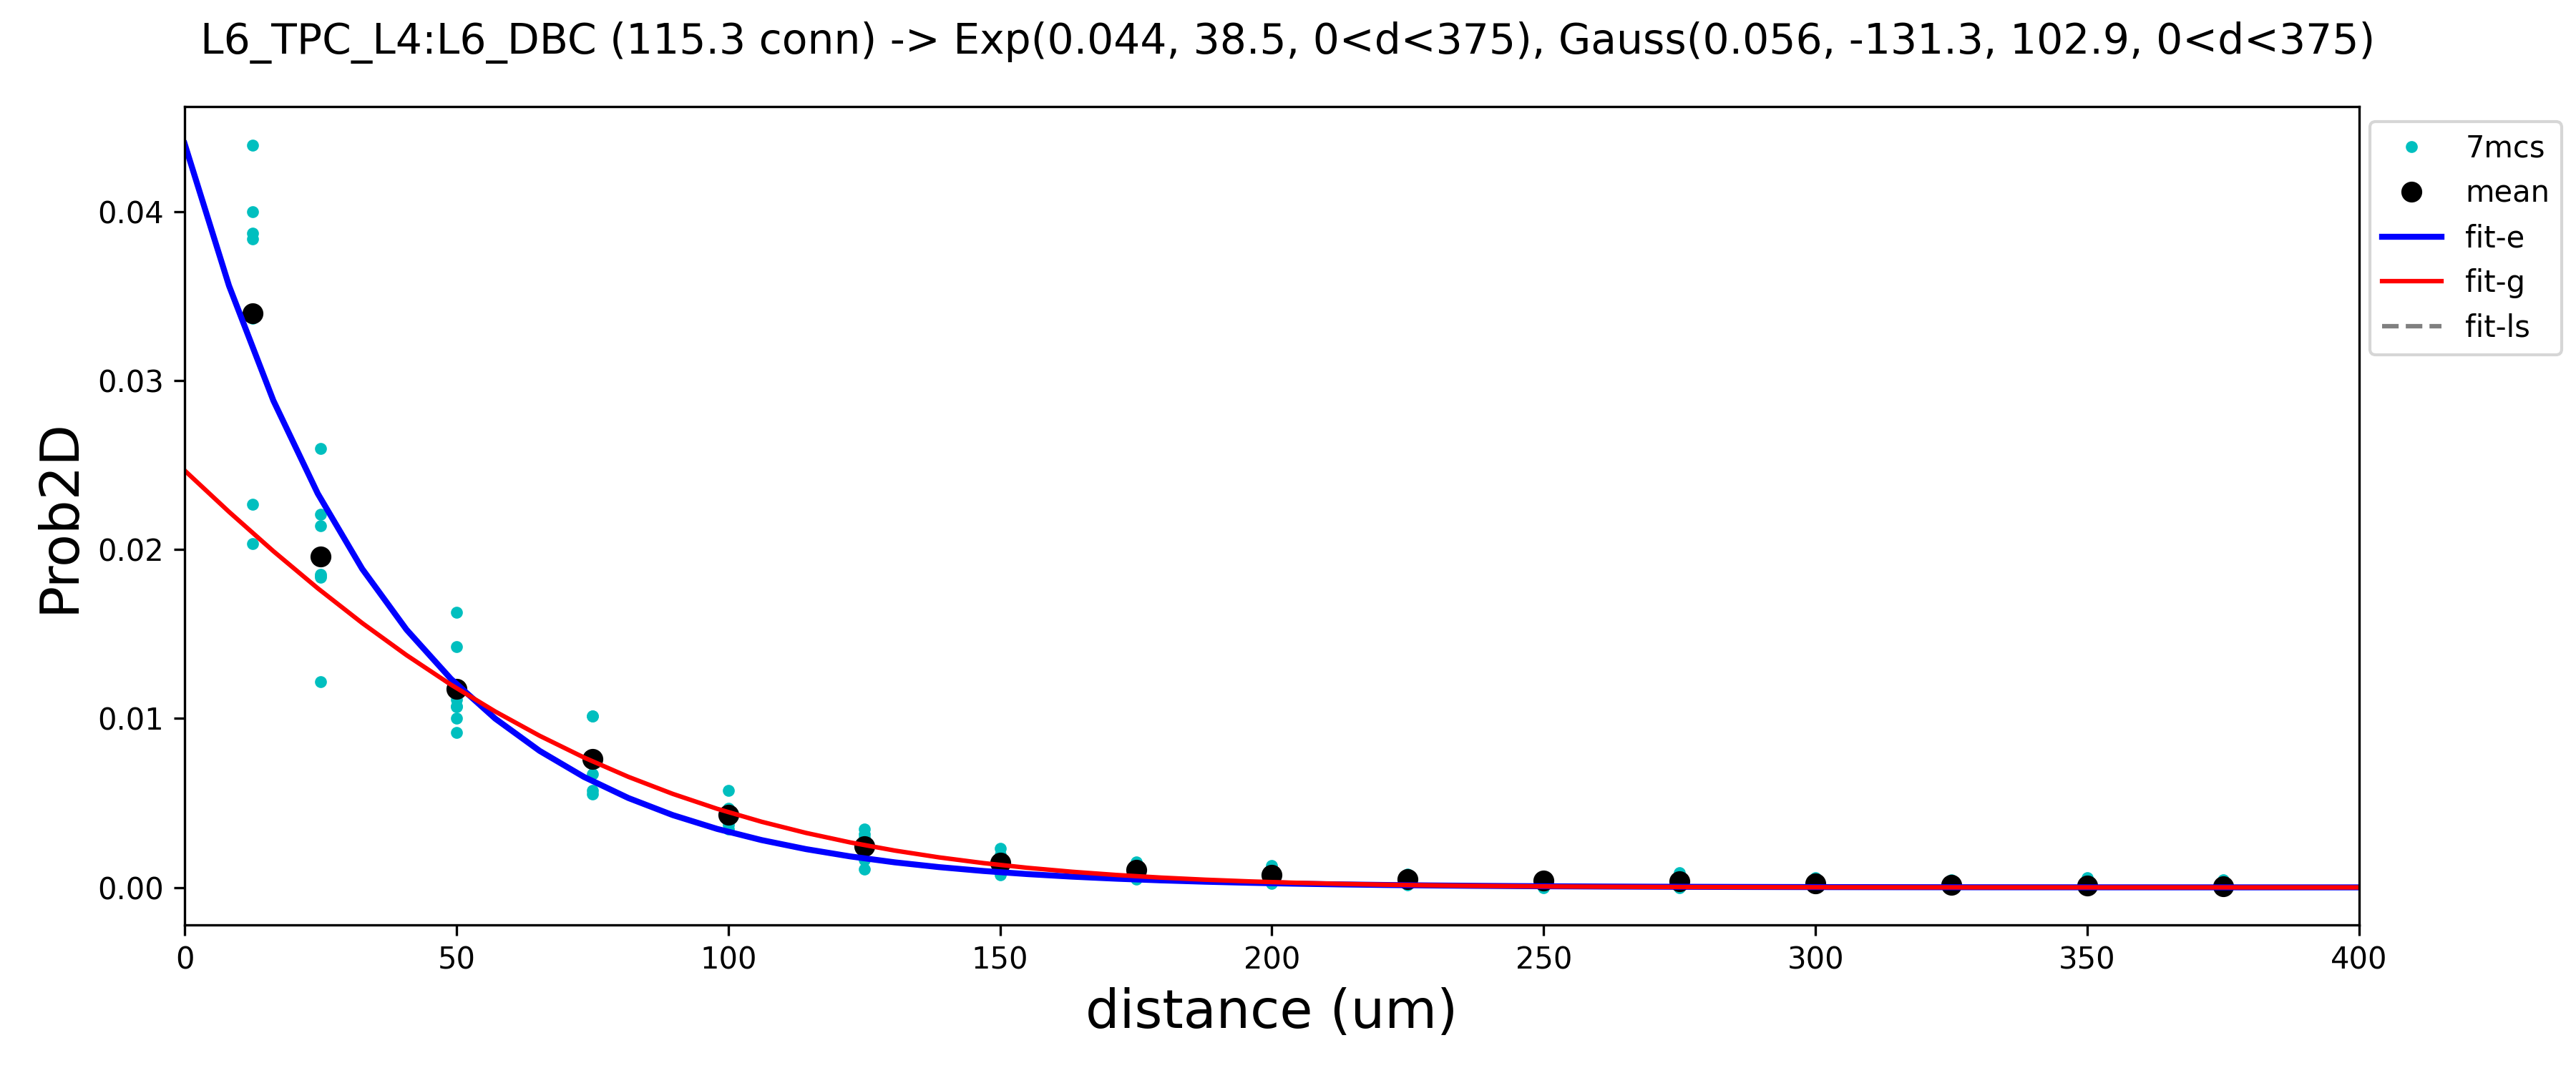 L6_TPC_L4:L6_DBC (115.3 conn) -> Exp(0.044, 38.5, 0<d<375), Gauss(0.056, -131.3, 102.9, 0<d<375)
7mcs
mean
fit-e
fit-g
fit-ls
Prob2D
0.04
0.03
0.02
0.01
0.00
0 50 100 150 200 250 300 350 400
distance (um)